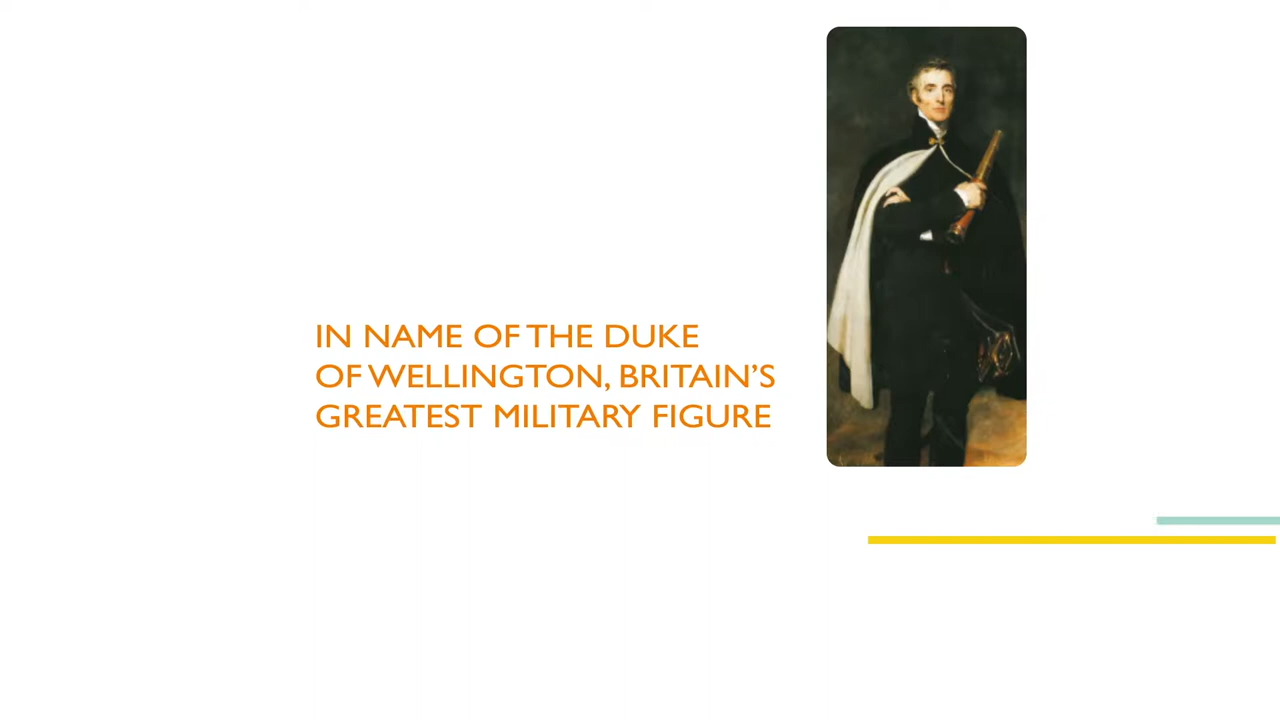 IN NAME OF THE DUKE
OF WELLINGTON, BRITAIN’S
GREATEST MILITARY FIGURE